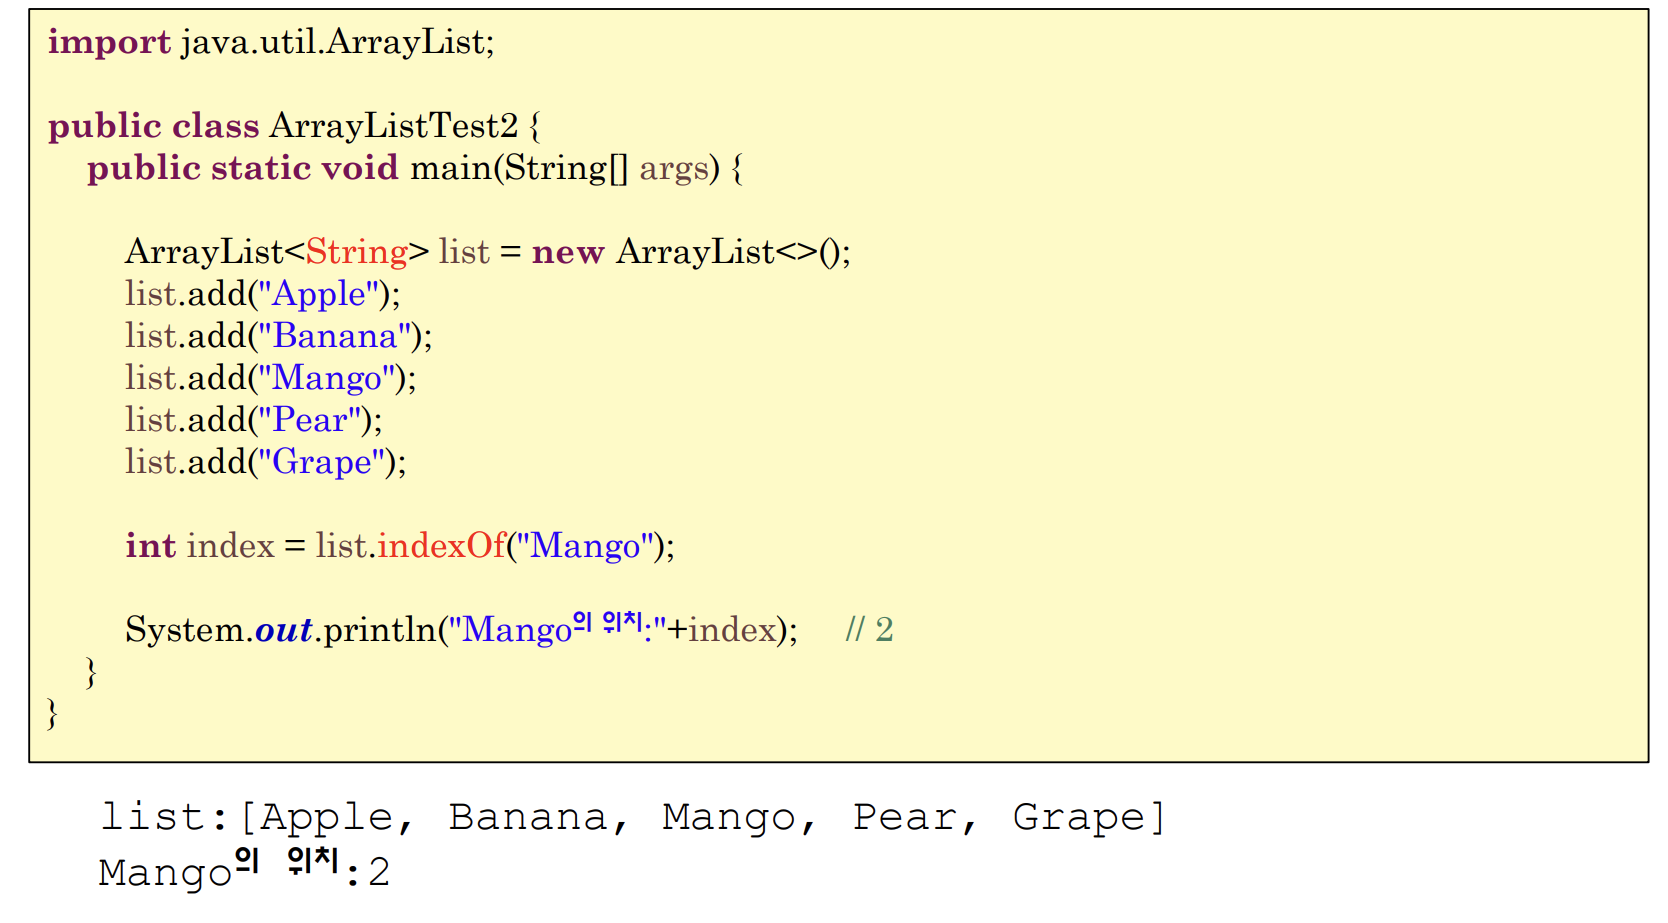 import java.util.ArrayList;
public class ArrayListTest2 {
public static void main(String[] args) {
ArrayList<String> list = new ArrayList<>();
list.add("Apple");
list.add("Banana");
list.add("Mango");
list.add("Pear");
list.add("Grape");
int index = list.indexOf("Mango");
System.out.println("Mango의 위치:"+index); // 2
}
}
list:[Apple, Banana, Mango, Pear, Grape]
Mango의 위치:2